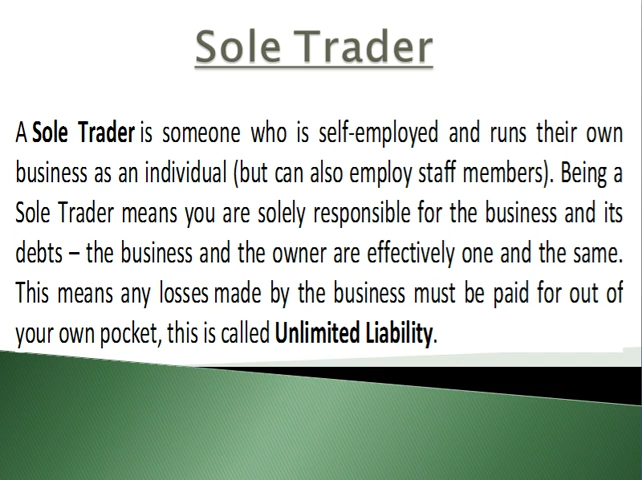 Sole Trader
A Sole Trader is someone who is self-employed and runs their own
business as an individual (but can also employ staff members). Being a
Sole Trader means you are solely responsible for the business and its
debts – the business and the owner are effectively one and the same.
This means any losses made by the business must be paid for out of
your own pocket, this is called Unlimited Liability.